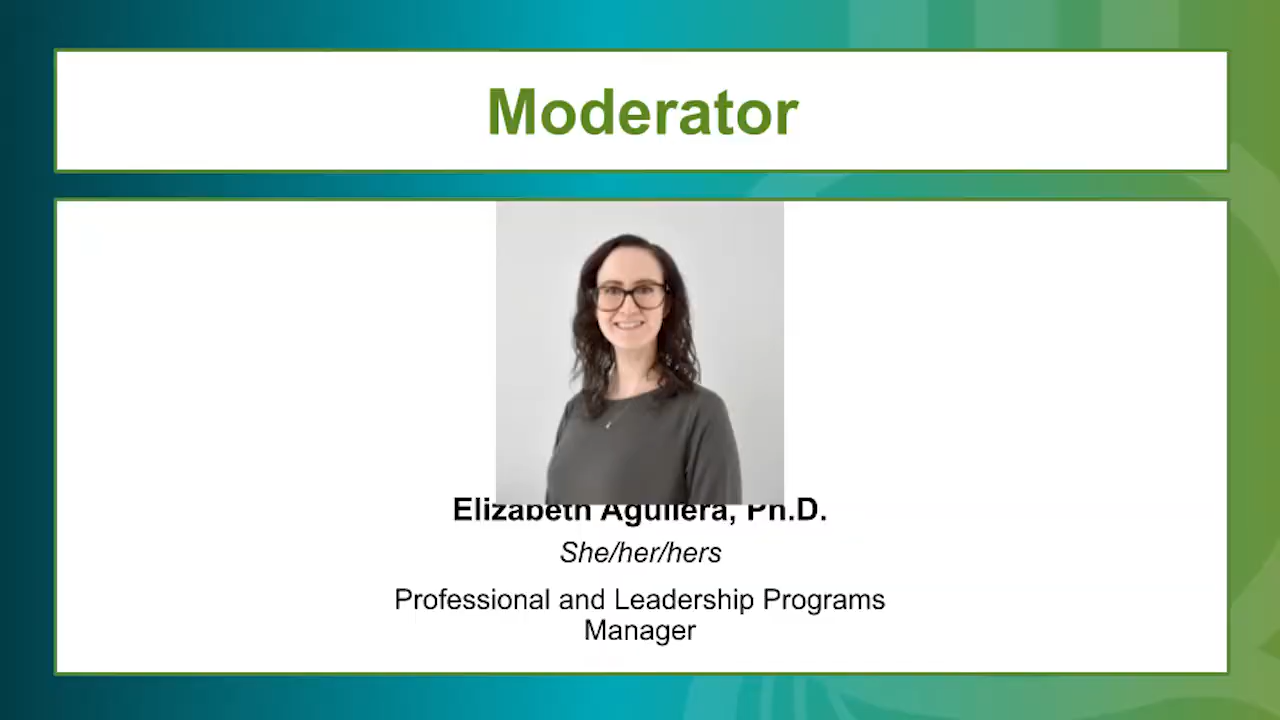 Moderator
Elizabeth Aguilera, Ph.D.
She/her/hers
Professional and Leadership Programs
Manager